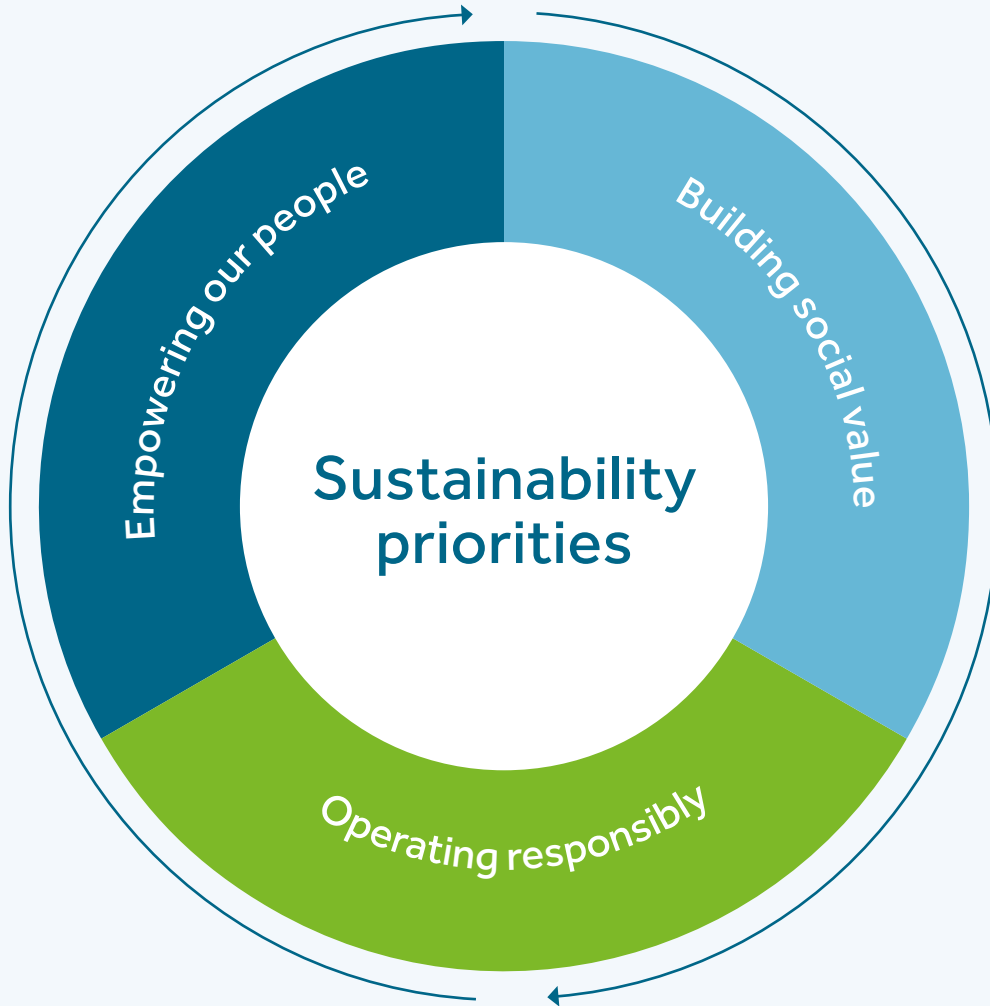 Empowering our people
Building social value
Sustainability
priorities
Operating responsibly